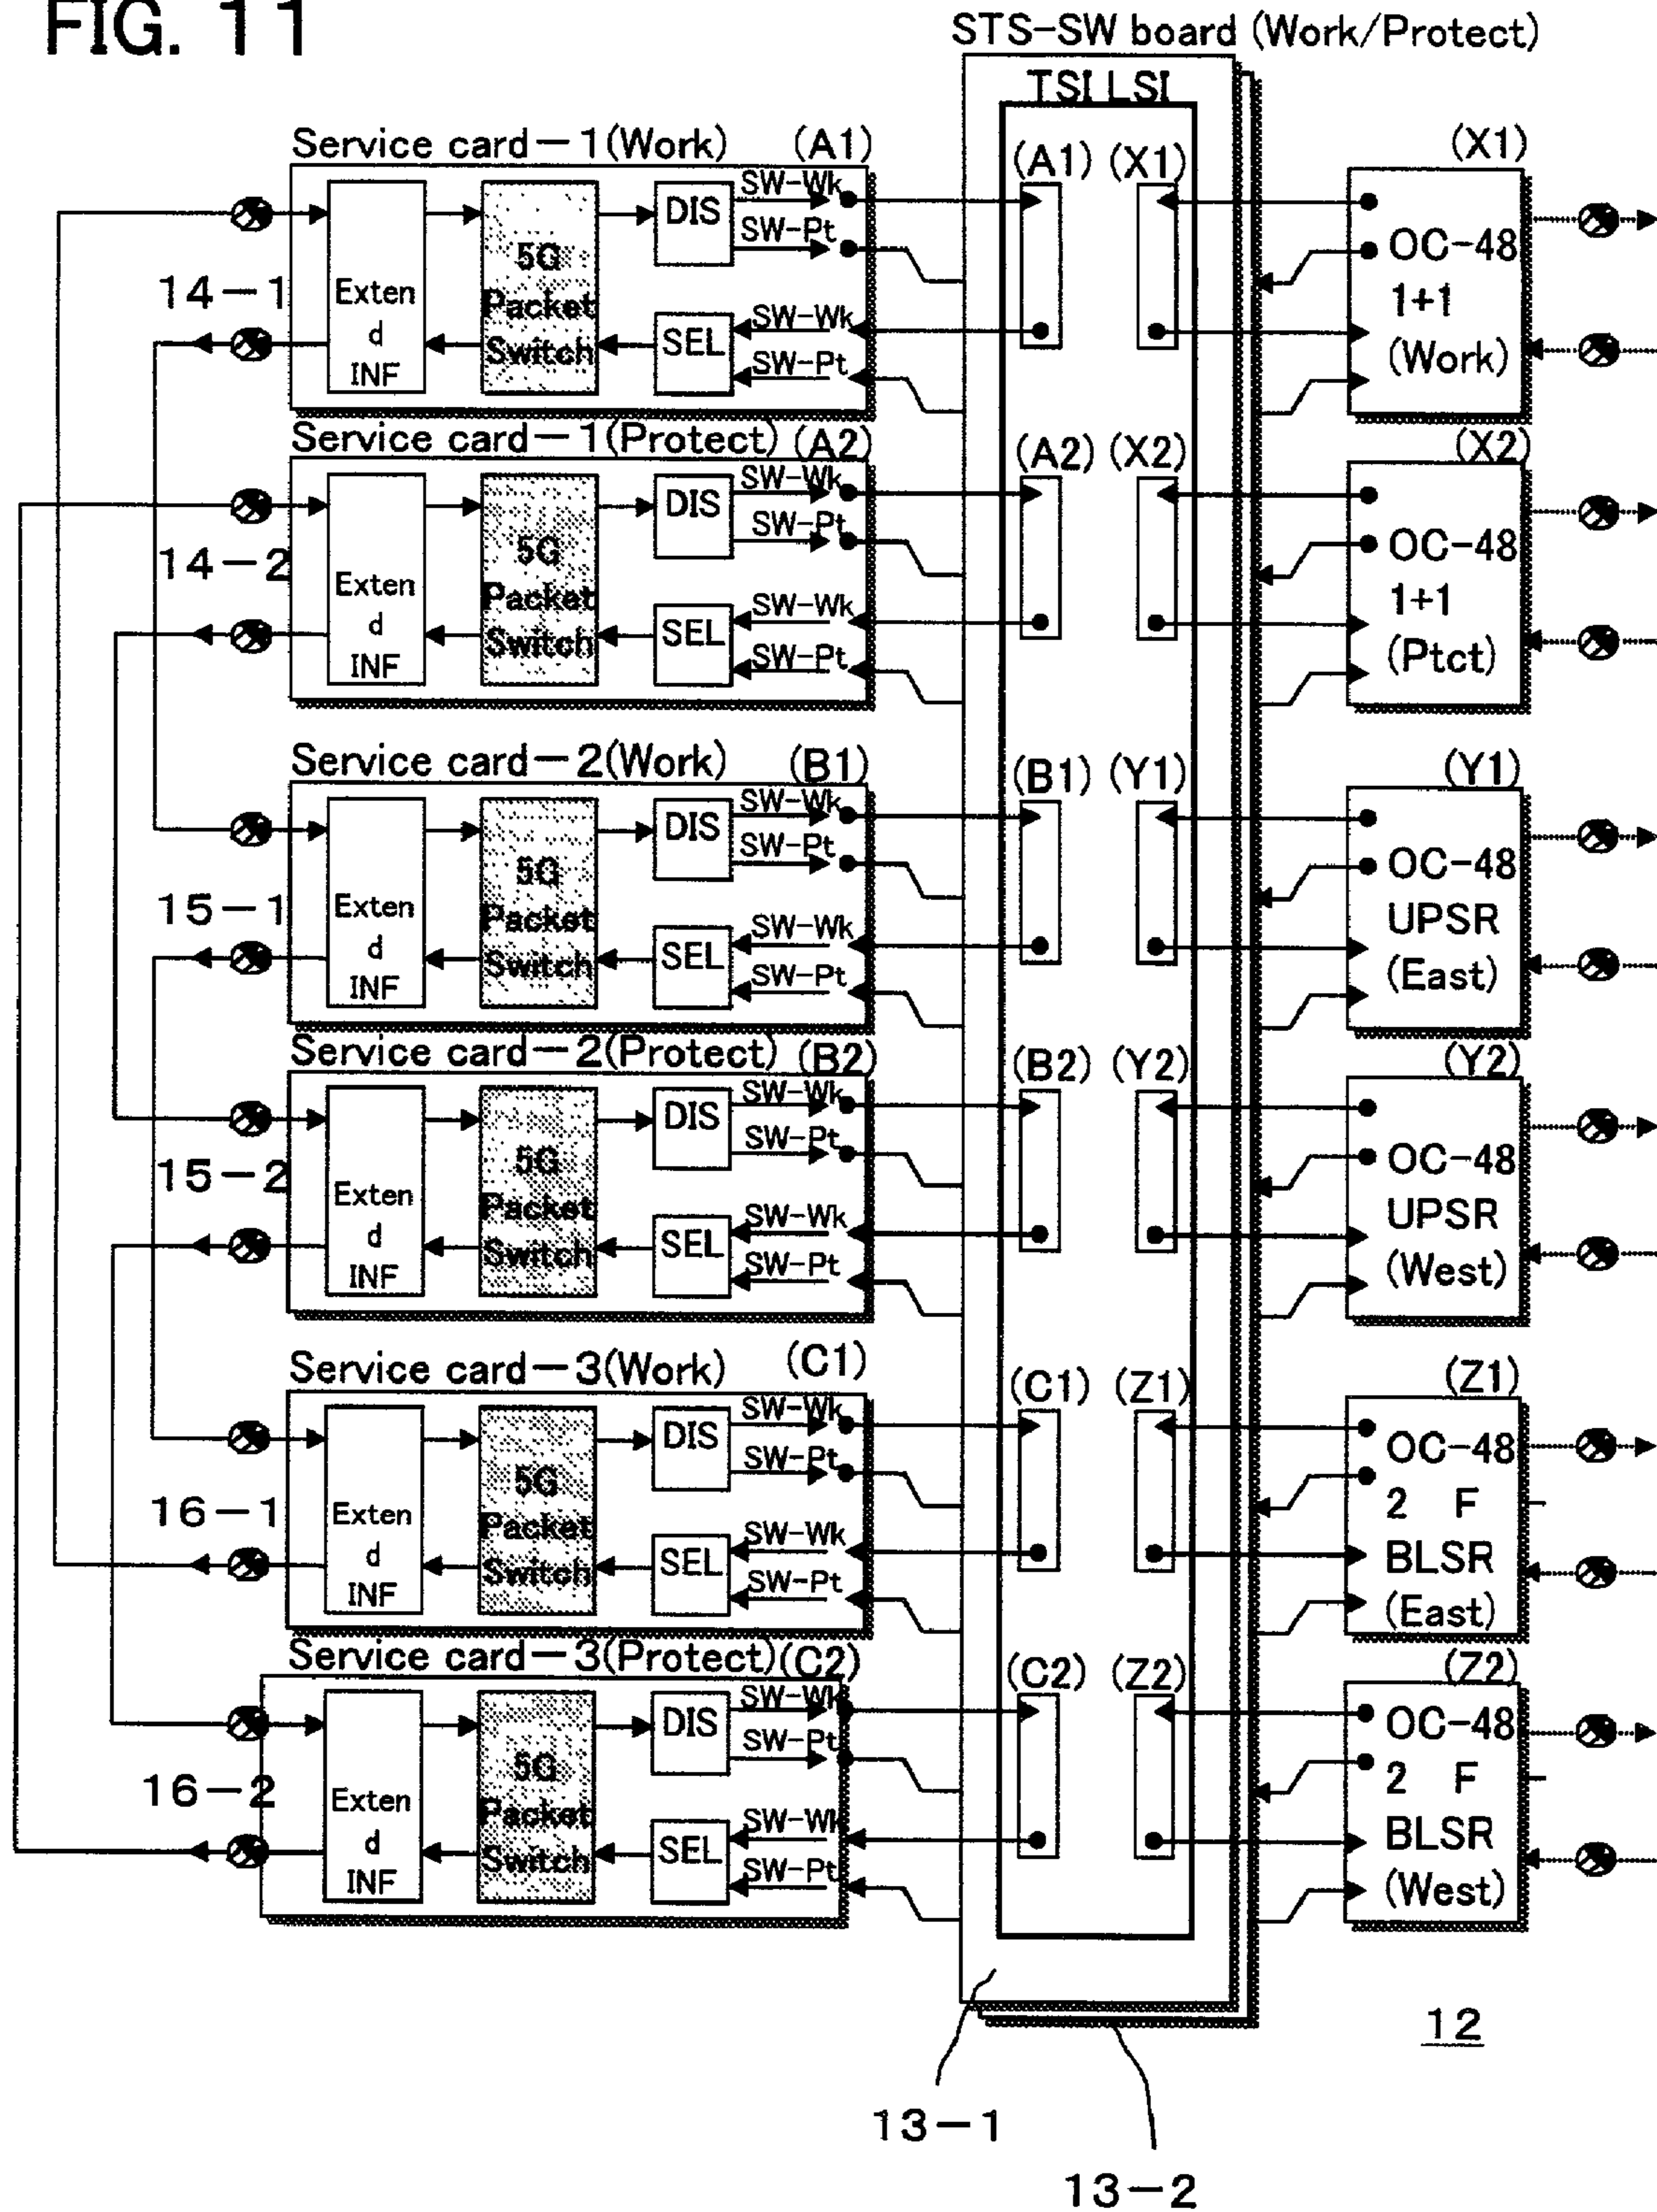 FIG. 11
STS-SW board (Work/Protect)
TSI LSI
Service card-1(Work) (A1)
14-1
Exten
d
INF
5G
Packet
Switch
DIS
SEL
SW-Wk
SW-Pt
SW-Wk
SW-Pt
(A1) (X1)
(X1)
OC-48
1+1
(Work)
Service card-1(Protect) (A2)
14-2
Exten
d
INF
5G
Packet
Switch
DIS
SEL
SW-Wk
SW-Pt
SW-Wk
SW-Pt
(A2) (X2)
(X2)
OC-48
1+1
(Ptct)
Service card-2(Work) (B1)
15-1
Exten
d
INF
5G
Packet
Switch
DIS
SEL
SW-Wk
SW-Pt
SW-Wk
SW-Pt
(B1) (Y1)
(Y1)
OC-48
UPSR
(East)
Service card-2(Protect) (B2)
15-2
Exten
d
INF
5G
Packet
Switch
DIS
SEL
SW-Wk
SW-Pt
SW-Wk
SW-Pt
(B2) (Y2)
(Y2)
OC-48
UPSR
(West)
Service card-3(Work) (C1)
16-1
Exten
d
INF
5G
Packet
Switch
DIS
SEL
SW-Wk
SW-Pt
SW-Wk
SW-Pt
(C1) (Z1)
(Z1)
OC-48
2 F
BLSR
(East)
Service card-3(Protect) (C2)
16-2
Exten
d
INF
5G
Packet
Switch
DIS
SEL
SW-Wk
SW-Pt
SW-Wk
SW-Pt
(C2) (Z2)
(Z2)
OC-48
2 F
BLSR
(West)
12
13-1
13-2